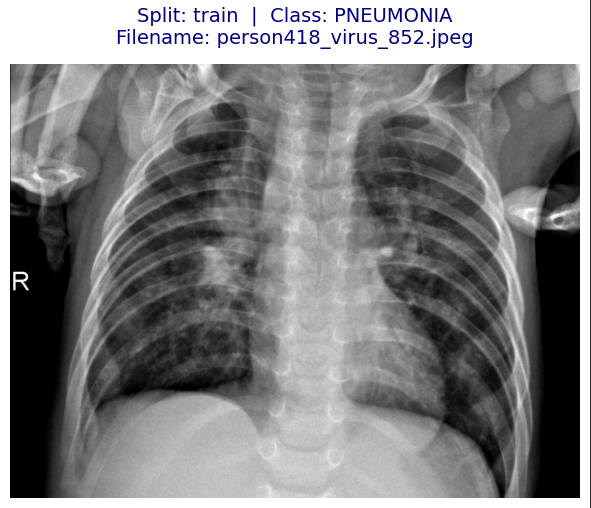 Split: train  |  Class: PNEUMONIA
Filename: person418_virus_852.jpeg
R